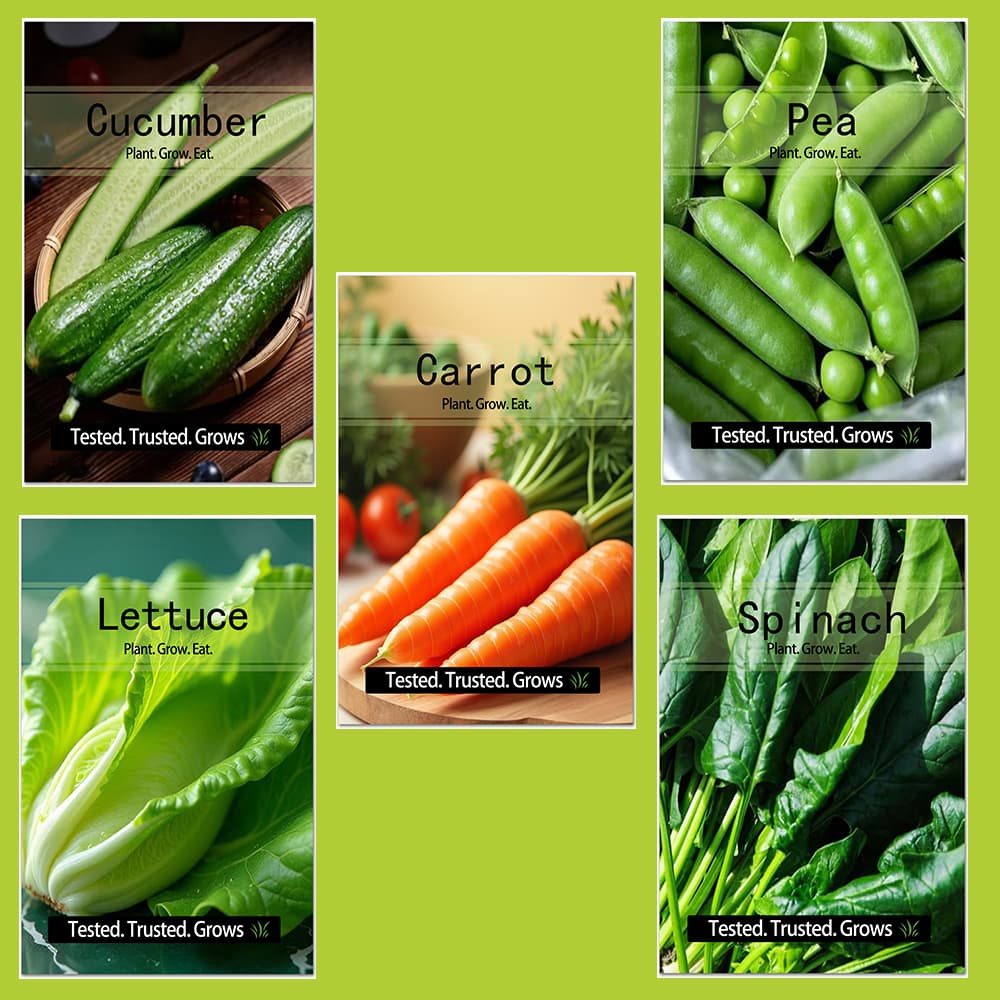 Cucumber
Plant. Grow. Eat.
Tested. Trusted. Grows
Pea
Plant. Grow. Eat.
Tested. Trusted. Grows
Carrot
Plant. Grow. Eat.
Tested. Trusted. Grows
Lettuce
Plant. Grow. Eat.
Tested. Trusted. Grows
Spinach
Plant. Grow. Eat.
Tested. Trusted. Grows